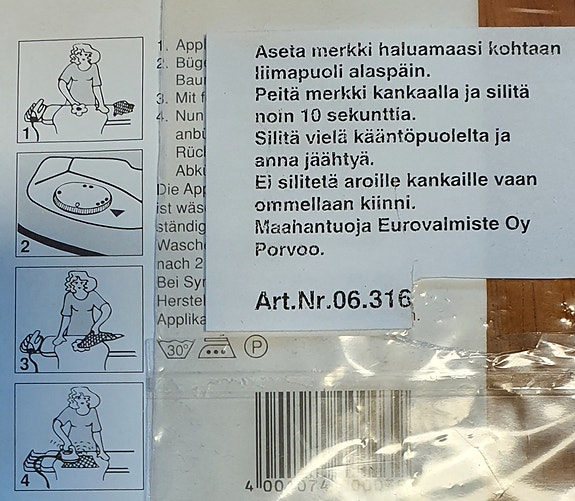 1
2
3
4
1. Appl
2. Büge
Baum
3. Mit f
4. Nun
anbü
Rück
Abkü
Die App
ist wäs
ständig
Wasche
nach 2
Bei Syn
Herstel
Applika
Aseta merkki haluamaasi kohtaan
liimapuoli alaspäin.
Peitä merkki kankaalla ja silitä
noin 10 sekunttia.
Silitä vielä kääntöpuolelta ja
anna jäähtyä.
Ei silitetä aroille kankaille vaan
ommellaan kiinni.
Maahantuoja Eurovalmiste Oy
Porvoo.
Art.Nr.06.316
30° P